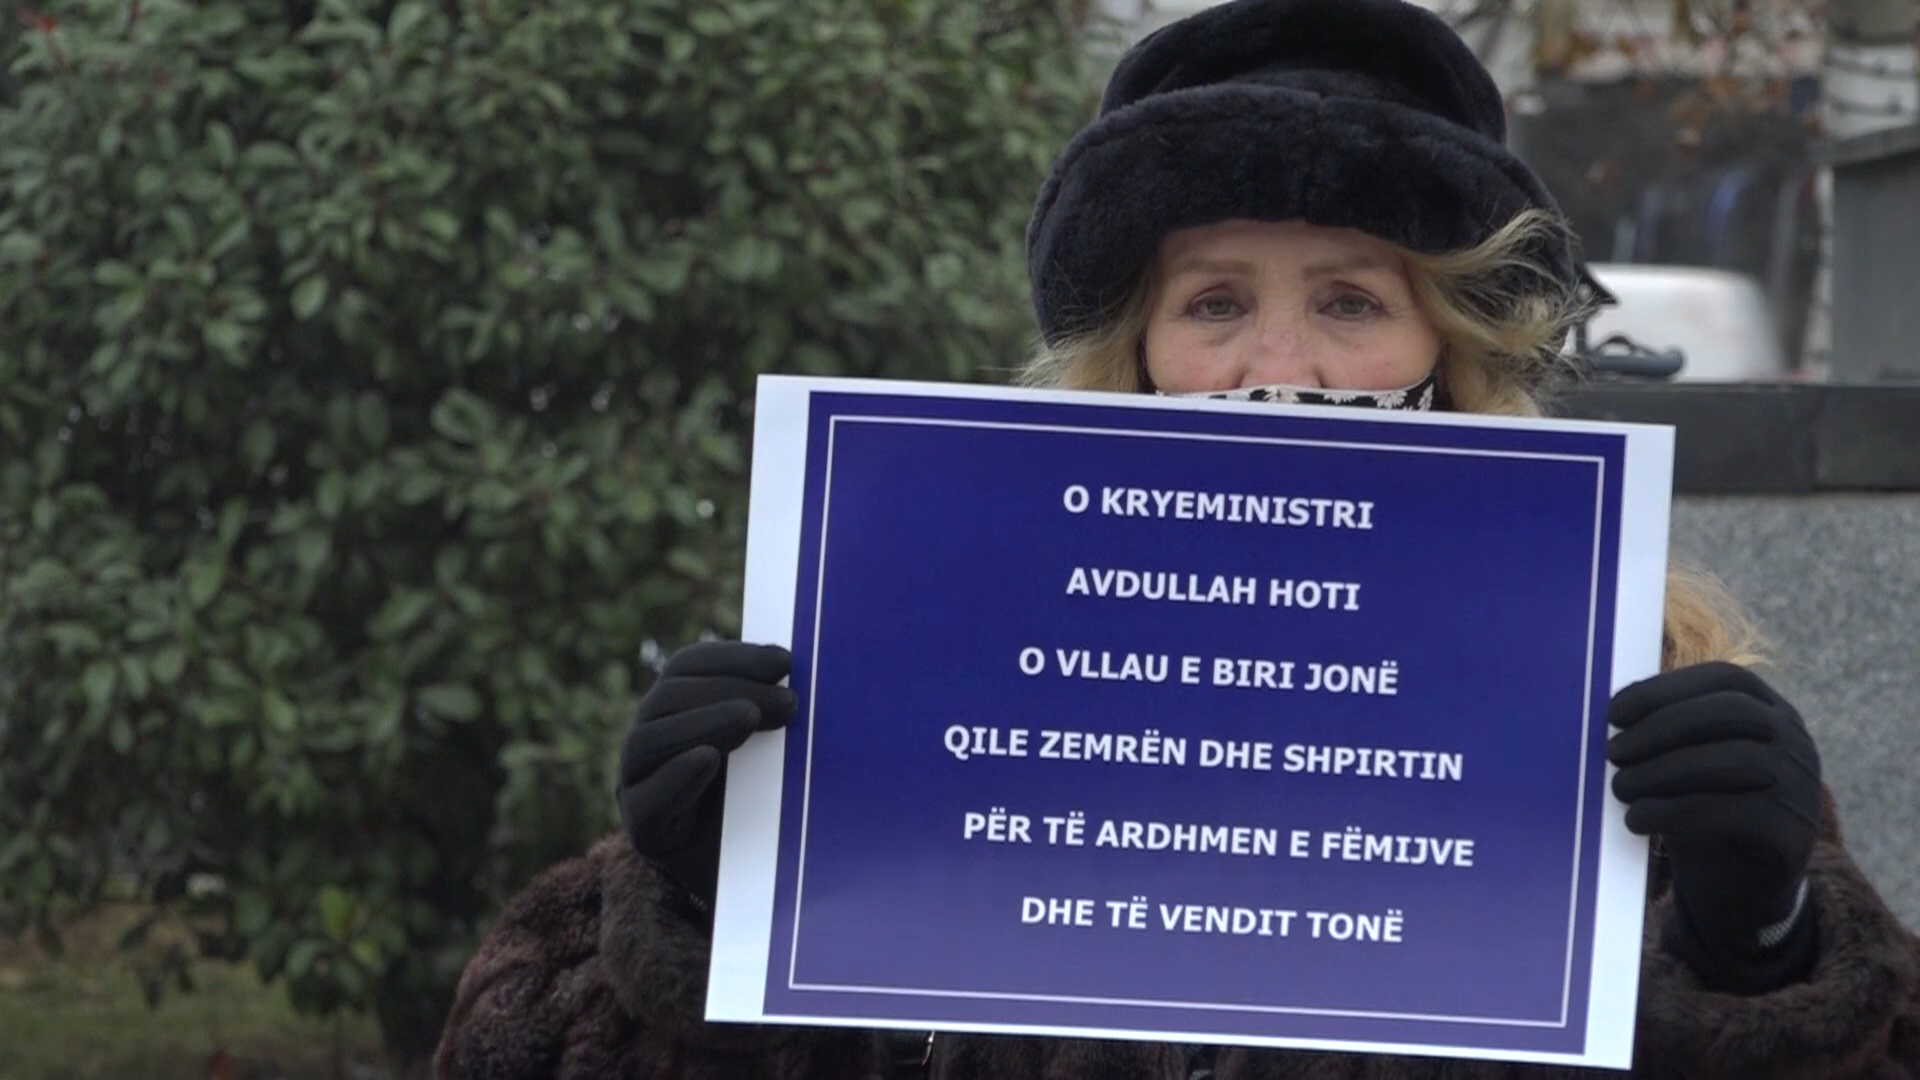 O KRYEMINISTRI
AVDULLAH HOTI
O VLLAU E BIRI JONË
QILE ZEMRËN DHE SHPIRTIN
PËR TË ARDHMEN E FËMIJVE
DHE TË VENDIT TONË